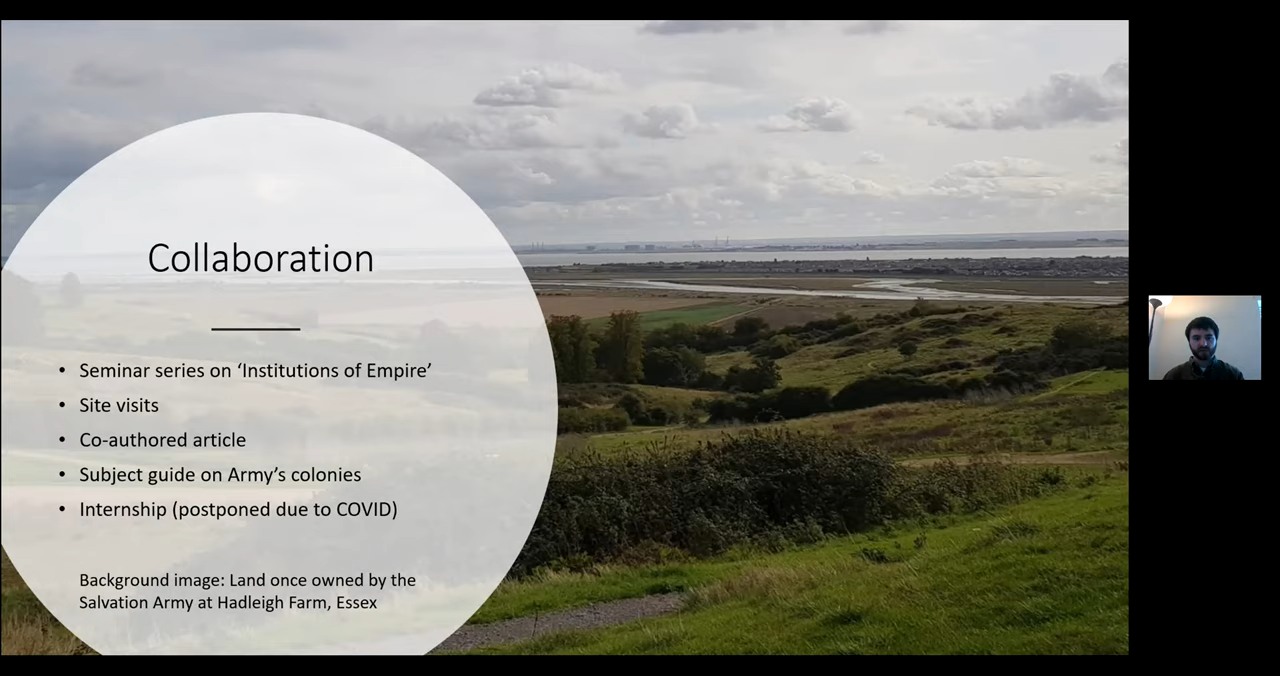 Collaboration
• Seminar series on ‘Institutions of Empire’
• Site visits
• Co-authored article
• Subject guide on Army’s colonies
• Internship (postponed due to COVID)
Background image: Land once owned by the
Salvation Army at Hadleigh Farm, Essex